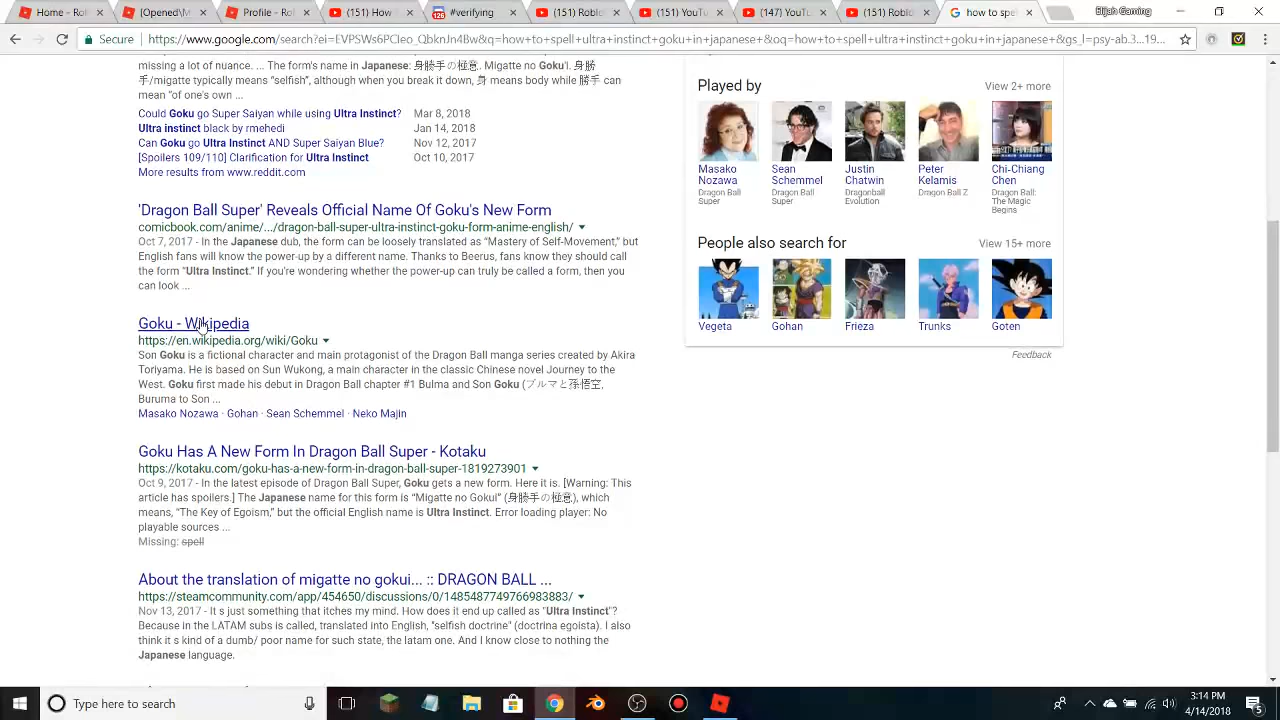 Home - Rol
(Opened)
Profile - R
(151) How
126 #Verifying
(151) Robl
(151) YouT
(147) YouT
(151) Robl
how to spe
Elijah Gaming
Secure
https://www.google.com/search?ei=EVPSWs6PCIeo_QbknJn4Bw&q=how+to+spell+ultra+instinct+goku+in+japanese+&oq=how+to+spell+ultra+instinct+goku+in+japanese+&gs_l=psy-ab.3...19...
missing a lot of nuance. ... The form's name in Japanese: 身勝手の極意. Migatte no Goku'I. 身勝
手/migatte typically means "selfish", although when you break it down, 身 means body while 勝手 can
mean "of one's own ...
Could Goku go Super Saiyan while using Ultra Instinct? Mar 8, 2018
Ultra instinct black by rmehedi Jan 14, 2018
Can Goku go Ultra Instinct AND Super Saiyan Blue? Nov 12, 2017
[Spoilers 109/110] Clarification for Ultra Instinct Oct 10, 2017
More results from www.reddit.com
'Dragon Ball Super' Reveals Official Name Of Goku's New Form
comicbook.com/anime/.../dragon-ball-super-ultra-instinct-goku-form-anime-english/
Oct 7, 2017 - In the Japanese dub, the form can be loosely translated as "Mastery of Self-Movement," but
English fans will know the power-up by a different name. Thanks to Beerus, fans know they should call
the form "Ultra Instinct." If you're wondering whether the power-up can truly be called a form, then you
can look ...
Goku - Wikipedia
https://en.wikipedia.org/wiki/Goku
Son Goku is a fictional character and main protagonist of the Dragon Ball manga series created by Akira
Toriyama. He is based on Sun Wukong, a main character in the classic Chinese novel Journey to the
West. Goku first made his debut in Dragon Ball chapter #1 Bulma and Son Goku (ブルマと孫悟空,
Buruma to Son ...
Masako Nozawa · Gohan · Sean Schemmel · Neko Majin
Goku Has A New Form In Dragon Ball Super - Kotaku
https://kotaku.com/goku-has-a-new-form-in-dragon-ball-super-1819273901
Oct 9, 2017 - In the latest episode of Dragon Ball Super, Goku gets a new form. Here it is. [Warning: This
article has spoilers.] The Japanese name for this form is "Migatte no GokuI" (身勝手の極意), which
means, "The Key of Egoism," but the official English name is Ultra Instinct. Error loading player: No
playable sources ...
Missing: spell
About the translation of migatte no gokui... :: DRAGON BALL ...
https://steamcommunity.com/app/454650/discussions/0/1485487749766983883/
Nov 13, 2017 - It s just something that itches my mind. How does it end up called as "Ultra Instinct"?
Because in the LATAM subs is called, translated into English, "selfish doctrine" (doctrina egoista). I also
think it s kind of a dumb/ poor name for such state, the latam one. And I know close to nothing the
Japanese language.
Played by
View 2+ more
Masako Nozawa
Dragon Ball Super
Sean Schemmel
Dragon Ball Super
Justin Chatwin
Dragonball Evolution
Peter Kelamis
Dragon Ball Z
Chi-Chiang Chen
Dragon Ball: The Magic Begins
People also search for
View 15+ more
Vegeta
Gohan
Frieza
Trunks
Goten
Feedback
Type here to search
3:14 PM
4/14/2018
5